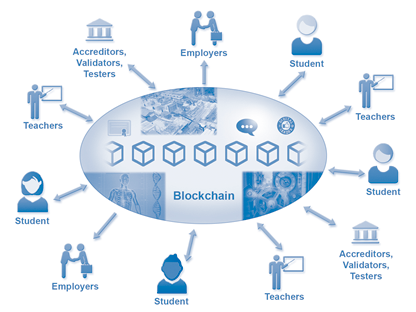 Employers
Accreditors,
Validators,
Testers
Student
Teachers
Teachers
Student
Blockchain
Student
Accreditors,
Validators,
Testers
Employers
Student
Teachers